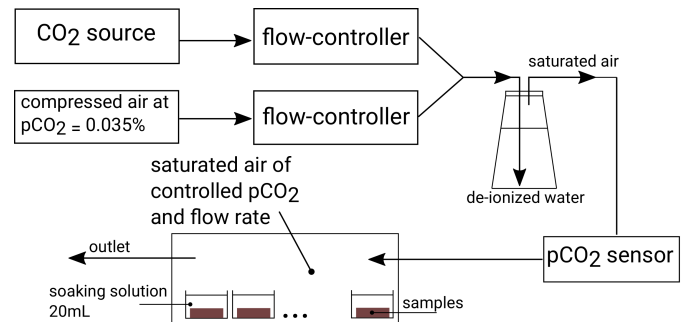 CO2 source
flow-controller
compressed air at
pCO2 = 0.035%
flow-controller
saturated air
de-ionized water
saturated air of
controlled pCO2
and flow rate
pCO2 sensor
outlet
soaking solution
20mL
samples